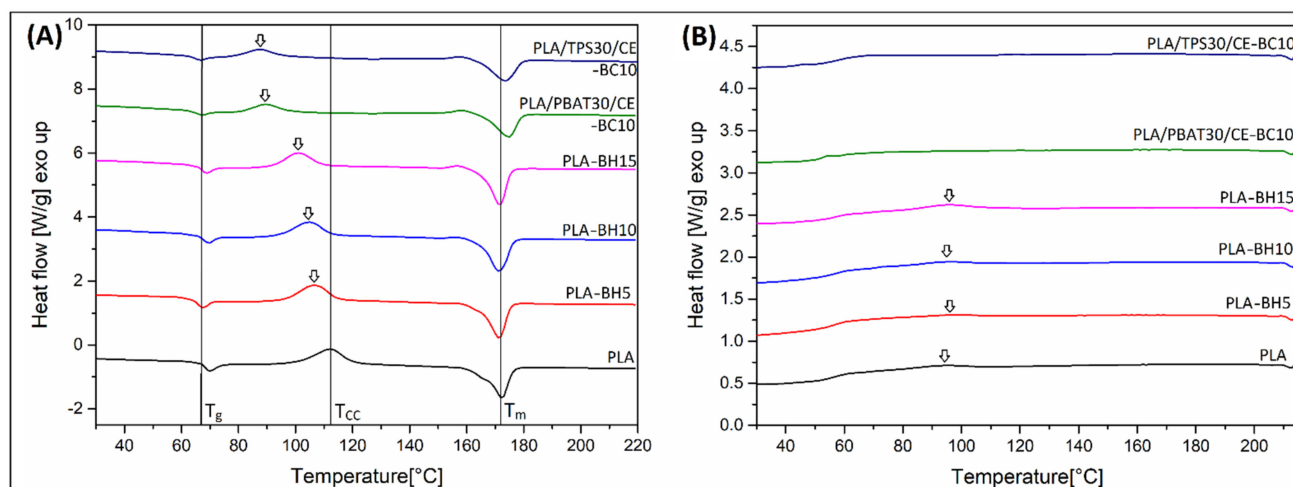 (A)
Heat flow [W/g] exo up
10
8
6
4
2
0
-2
PLA/TPS30/CE
-BC10
PLA/PBAT30/CE
-BC10
PLA-BH15
PLA-BH10
PLA-BH5
PLA
Tg
TCC
Tm
40 60 80 100 120 140 160 180 200 220
Temperature[°C]
(B)
Heat flow [W/g] exo up
4.5
4.0
3.5
3.0
2.5
2.0
1.5
1.0
0.5
0.0
PLA/TPS30/CE-BC10
PLA/PBAT30/CE-BC10
PLA-BH15
PLA-BH10
PLA-BH5
PLA
40 60 80 100 120 140 160 180 200
Temperature[°C]